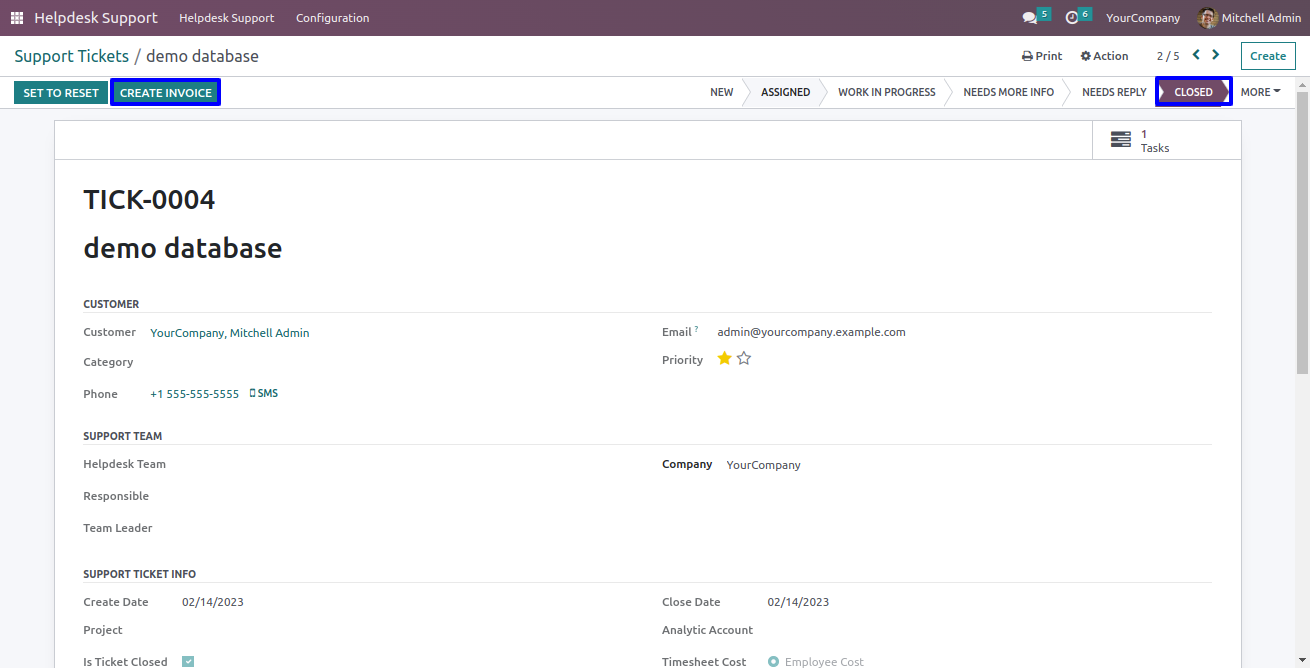 Helpdesk Support Helpdesk Support Configuration 5 6 YourCompany Mitchell Admin
Support Tickets / demo database Print Action 2 / 5 Create
SET TO RESET CREATE INVOICE NEW ASSIGNED WORK IN PROGRESS NEEDS MORE INFO NEEDS REPLY CLOSED MORE
1
Tasks
TICK-0004
demo database
CUSTOMER
Customer YourCompany, Mitchell Admin Email ? admin@yourcompany.example.com
Category Priority
Phone +1 555-555-5555 SMS
SUPPORT TEAM
Helpdesk Team Company YourCompany
Responsible
Team Leader
SUPPORT TICKET INFO
Create Date 02/14/2023 Close Date 02/14/2023
Project Analytic Account
Is Ticket Closed Timesheet Cost Employee Cost